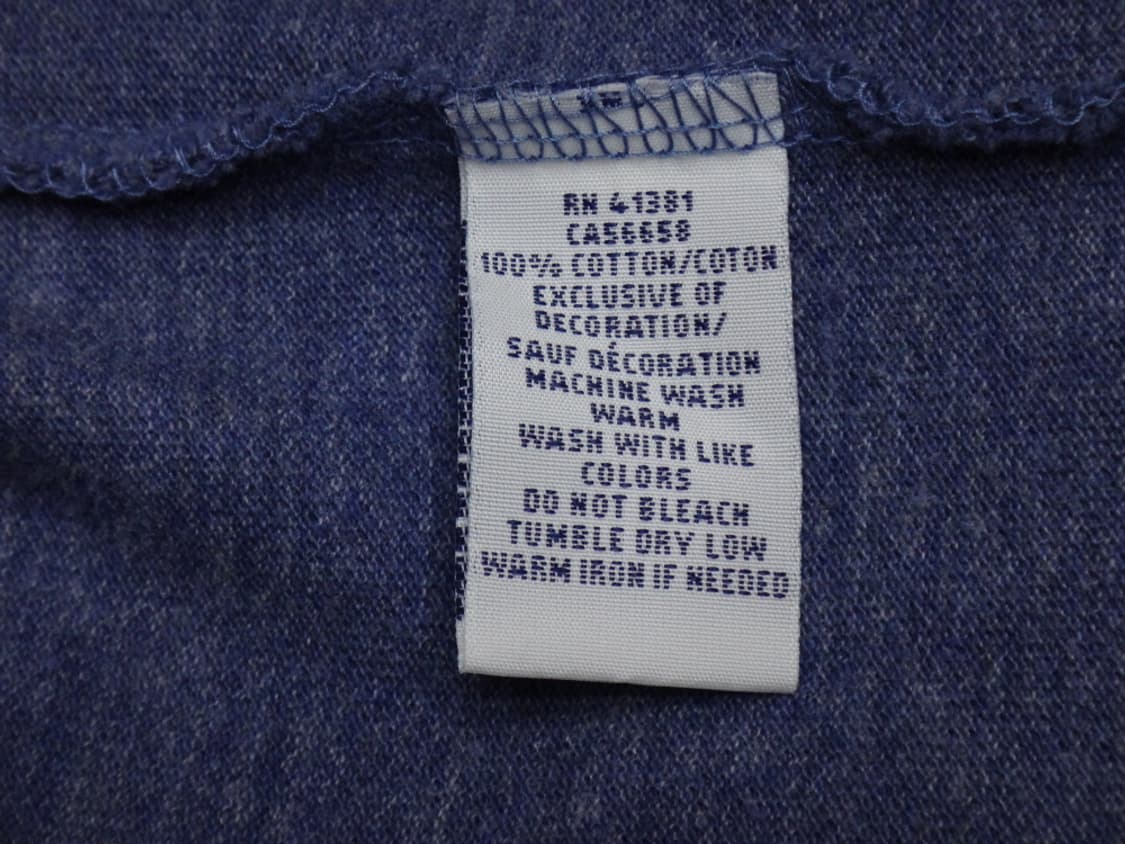 RN 41381
CA56658
100% COTTON/COTON
EXCLUSIVE OF
DECORATION/
SAUF DÉCORATION
MACHINE WASH
WARM
WASH WITH LIKE
COLORS
DO NOT BLEACH
TUMBLE DRY LOW
WARM IRON IF NEEDED